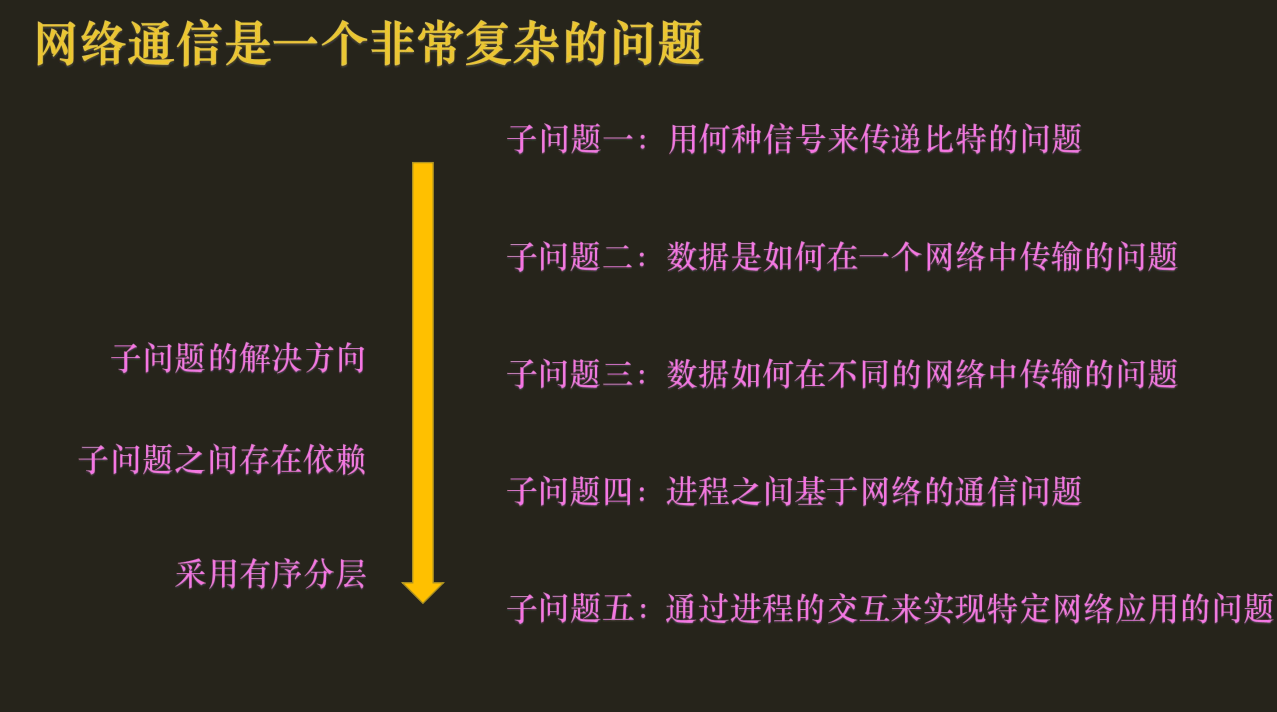 网络通信是一个非常复杂的问题
子问题一：用何种信号来传递比特的问题
子问题二：数据是如何在一个网络中传输的问题
子问题的解决方向
子问题三：数据如何在不同的网络中传输的问题
子问题之间存在依赖
子问题四：进程之间基于网络的通信问题
采用有序分层
子问题五：通过进程的交互来实现特定网络应用的问题